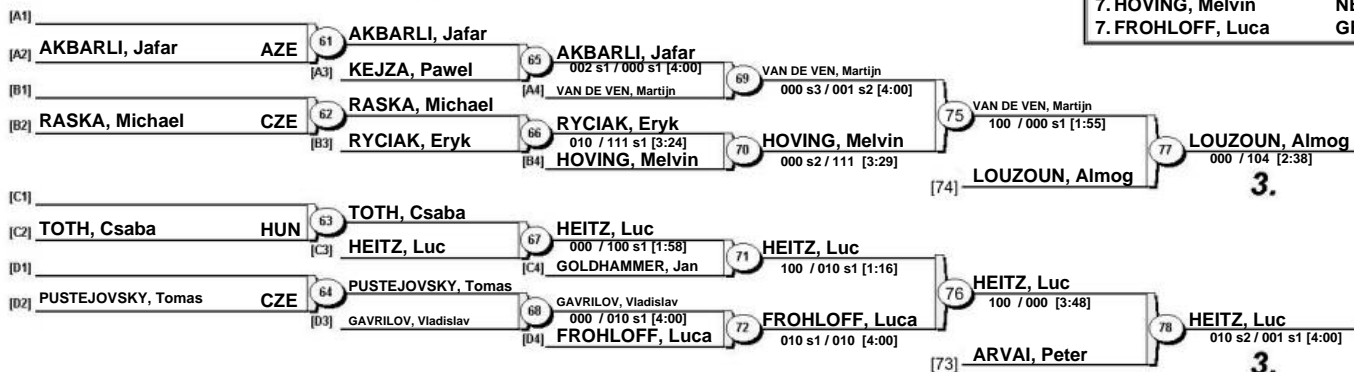 7. HOVING, Melvin
7. FROHLOFF, Luca
[A1]
[A2] AKBARLI, Jafar AZE
61
AKBARLI, Jafar
[A3] KEJZA, Pawel
65
AKBARLI, Jafar
002 s1 / 000 s1 [4:00]
[A4] VAN DE VEN, Martijn
69
VAN DE VEN, Martijn
000 s3 / 001 s2 [4:00]
[B1]
[B2] RASKA, Michael CZE
62
RASKA, Michael
[B3] RYCIAK, Eryk
66
RYCIAK, Eryk
010 / 111 s1 [3:24]
[B4] HOVING, Melvin
70
HOVING, Melvin
000 s2 / 111 [3:29]
75
VAN DE VEN, Martijn
100 / 000 s1 [1:55]
[74] LOUZOUN, Almog
77
LOUZOUN, Almog
000 / 104 [2:38]
3.
[C1]
[C2] TOTH, Csaba HUN
63
TOTH, Csaba
[C3] HEITZ, Luc
67
HEITZ, Luc
000 / 100 s1 [1:58]
[C4] GOLDHAMMER, Jan
71
HEITZ, Luc
100 / 010 s1 [1:16]
[D1]
[D2] PUSTEJOVSKY, Tomas CZE
64
PUSTEJOVSKY, Tomas
[D3] GAVRILOV, Vladislav
68
GAVRILOV, Vladislav
000 / 010 s1 [4:00]
[D4] FROHLOFF, Luca
72
FROHLOFF, Luca
010 s1 / 010 [4:00]
76
HEITZ, Luc
100 / 000 [3:48]
[73] ARVAI, Peter
78
HEITZ, Luc
010 s2 / 001 s1 [4:00]
3.